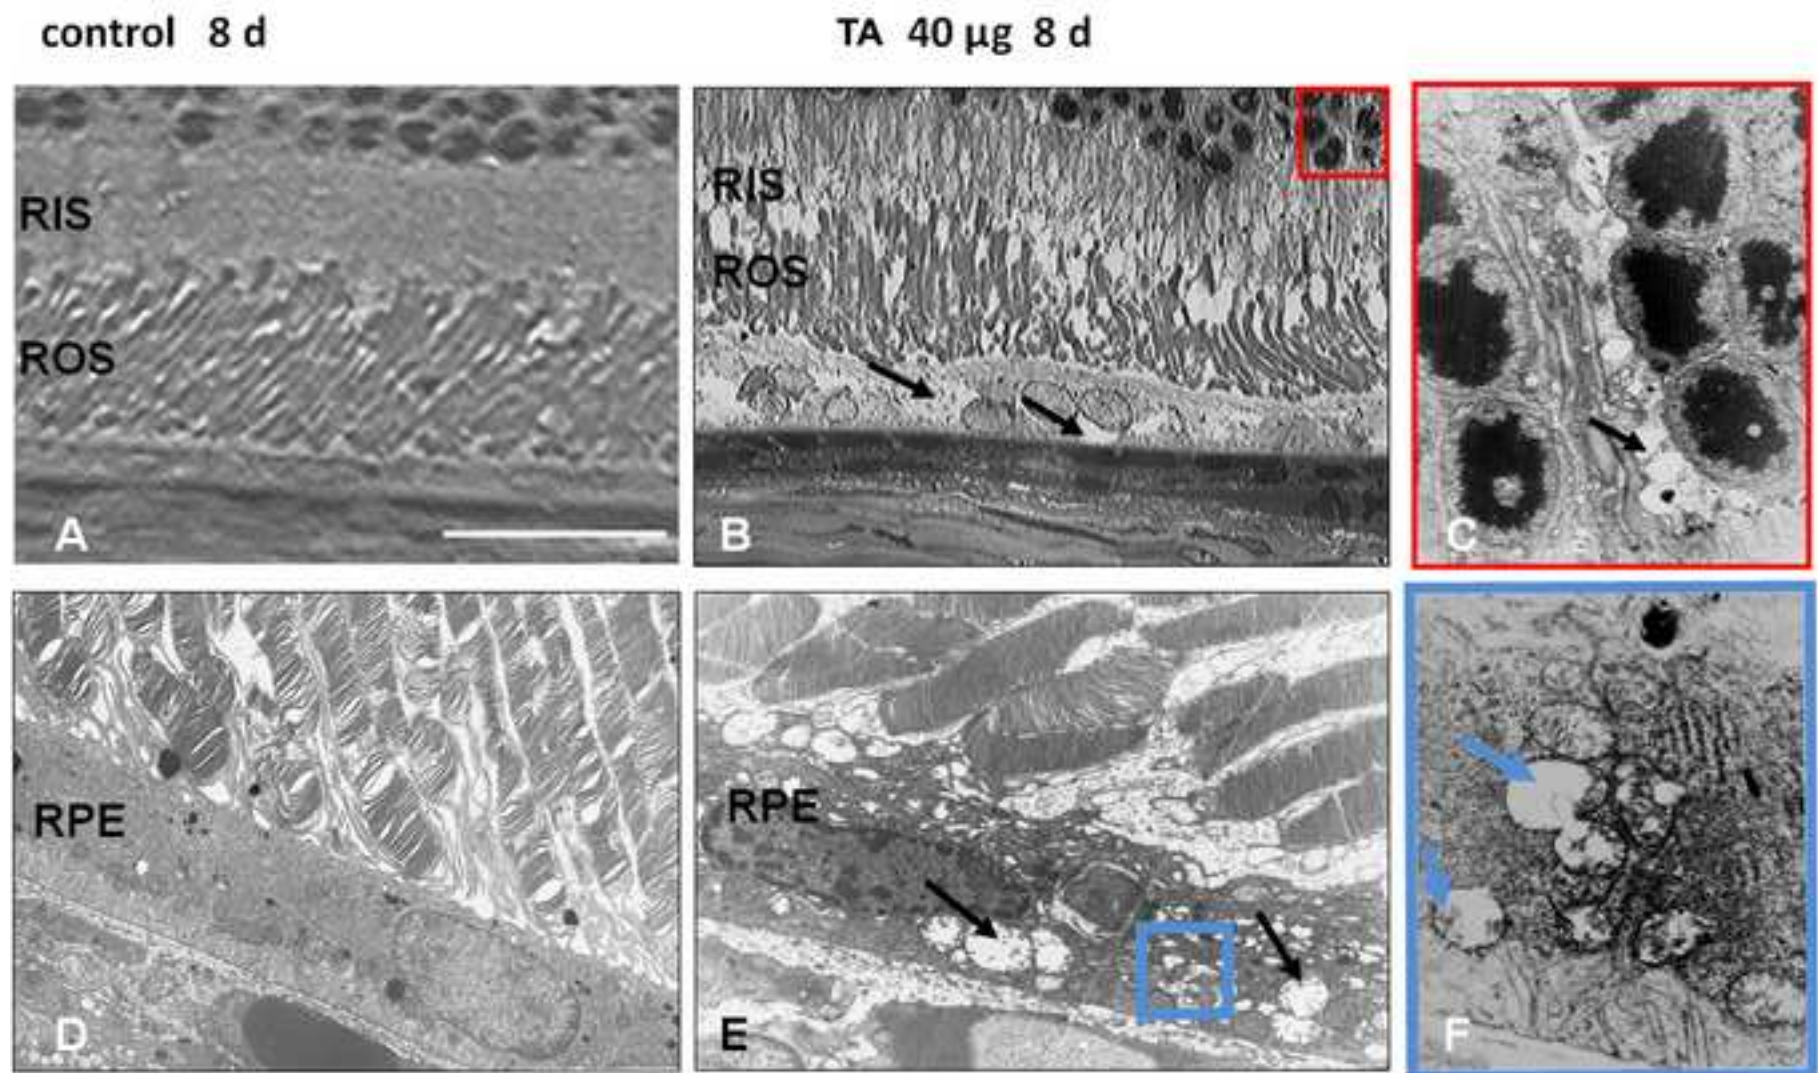 control 8 d
TA 40 µg 8 d
RIS
ROS
A
RIS
ROS
B
C
RPE
D
RPE
E
F